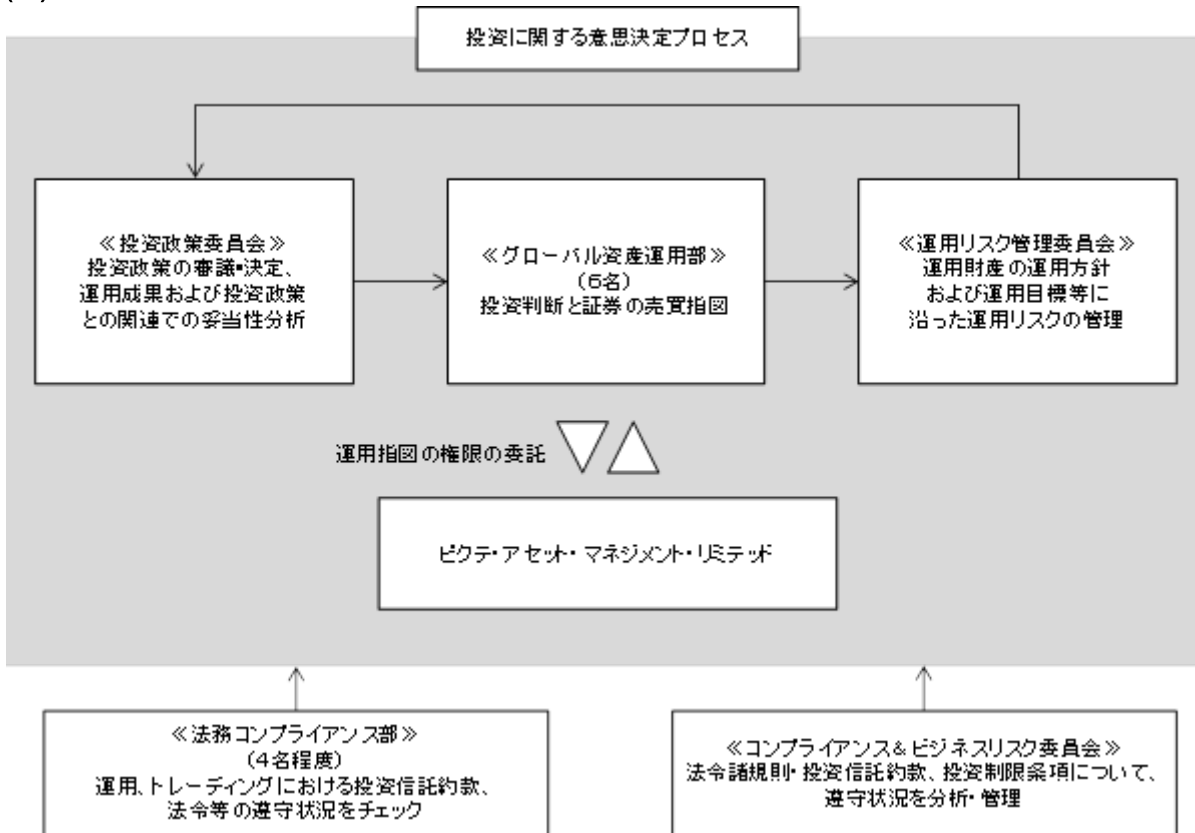 投資に関する意思決定プロセス
≪投資政策委員会≫
投資政策の審議・決定、
運用成果および投資政策
との関連での妥当性分析
≪グローバル資産運用部≫
(6名)
投資判断と証券の売買指図
≪運用リスク管理委員会≫
運用財産の運用方針
および運用目標等に
沿った運用リスクの管理
運用指図の権限の委託
ピクテ・アセット・マネジメント・リミテッド
≪法務コンプライアンス部≫
(4名程度)
運用、トレーディングにおける投資信託約款、
法令等の遵守状況をチェック
≪コンプライアンス&ビジネスリスク委員会≫
法令諸規則・投資信託約款、投資制限条項について、
遵守状況を分析・管理